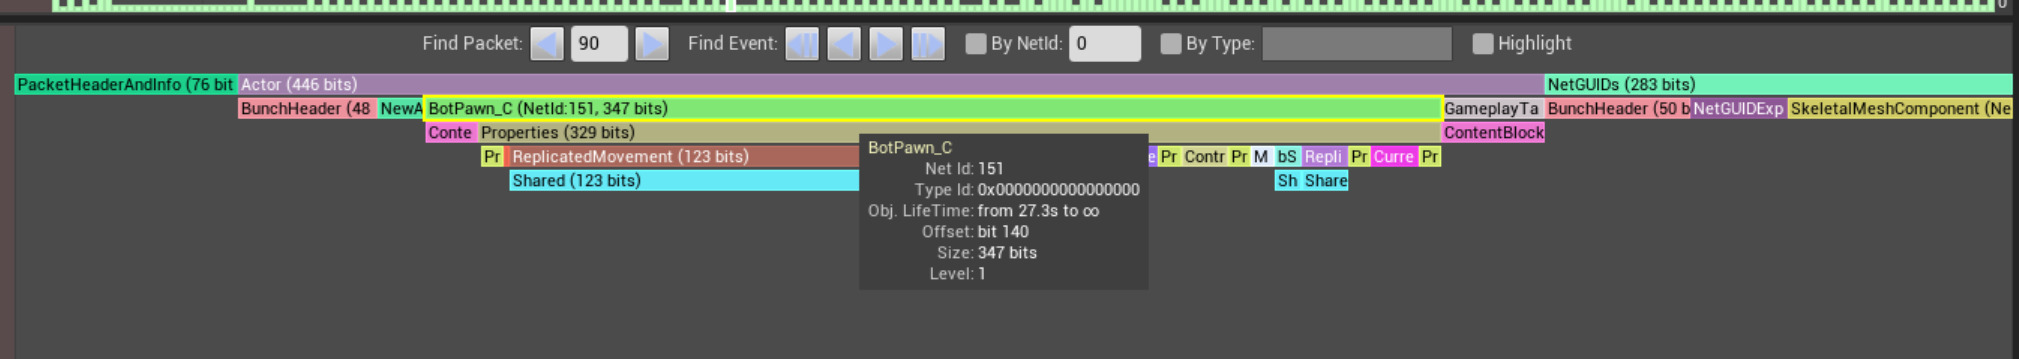 0
Find Packet: 90 Find Event: By NetId: 0 By Type: Highlight
PacketHeaderAndInfo (76 bit Actor (446 bits) NetGUIDs (283 bits)
BunchHeader (48 NewA BotPawn_C (NetId:151, 347 bits) GameplayTa BunchHeader (50 b NetGUIDExp SkeletalMeshComponent (Ne
Conte Properties (329 bits) ContentBlock
Pr ReplicatedMovement (123 bits) e Pr Contr Pr M bS Repli Pr Curre Pr
Shared (123 bits) Sh Share
BotPawn_C
Net Id: 151
Type Id: 0x0000000000000000
Obj. LifeTime: from 27.3s to ∞
Offset: bit 140
Size: 347 bits
Level: 1